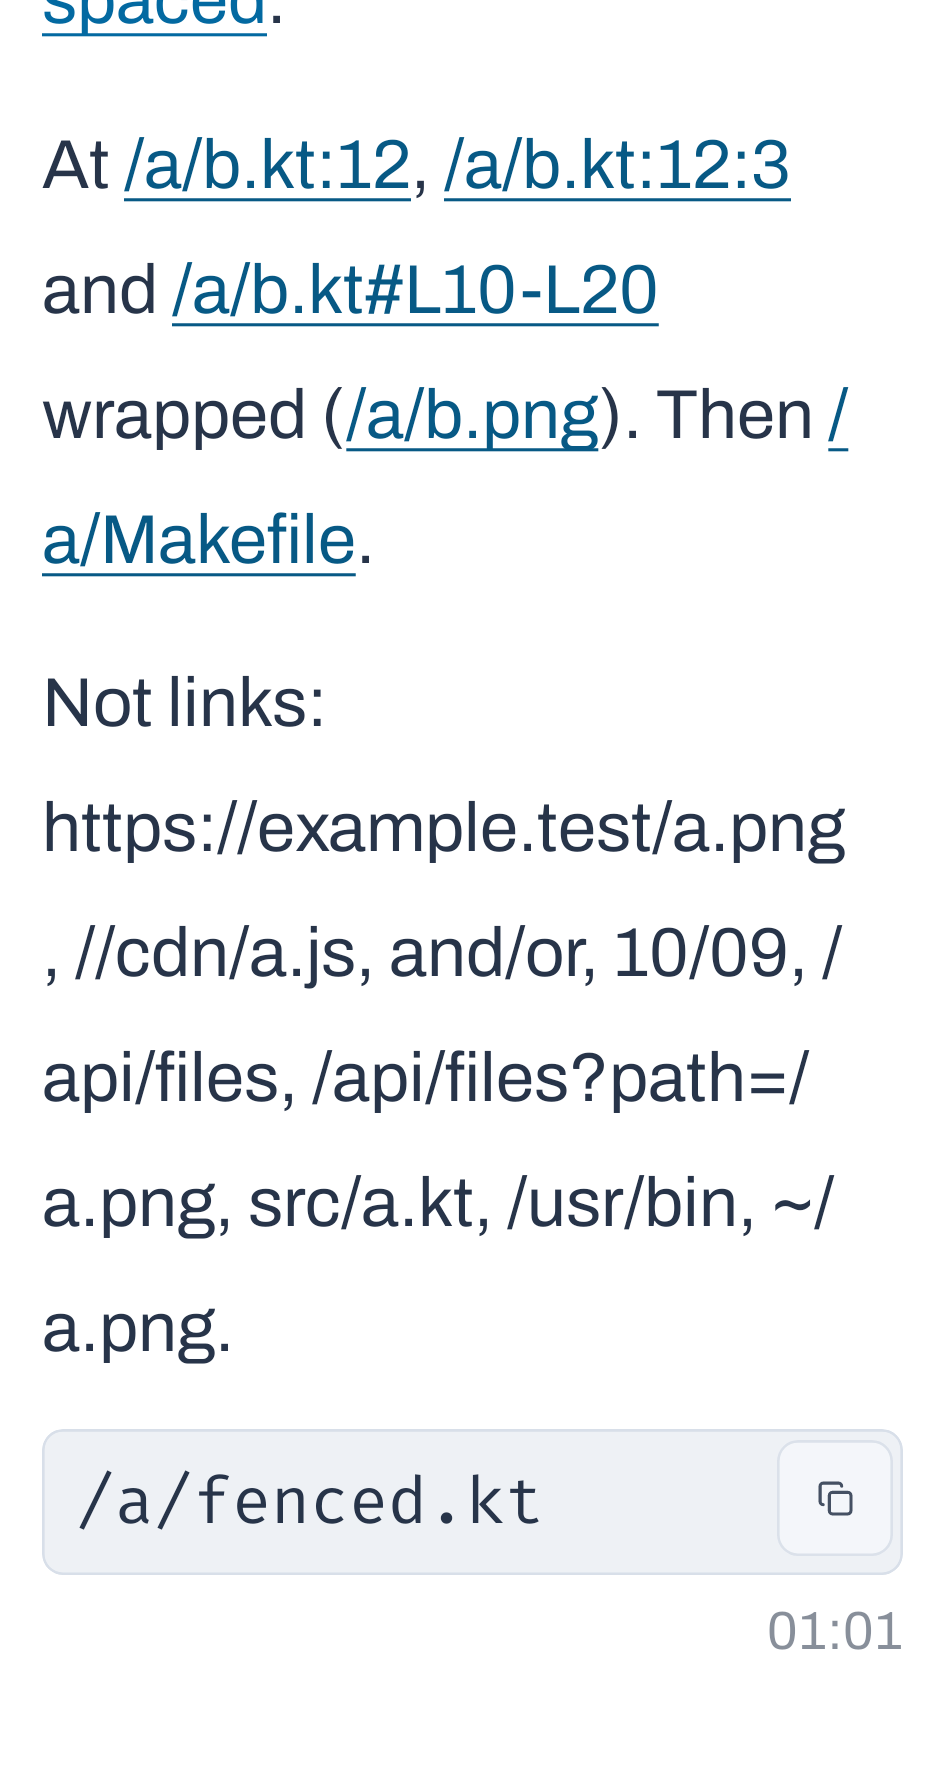 spaced.
At /a/b.kt:12, /a/b.kt:12:3
and /a/b.kt#L10-L20
wrapped (/a/b.png). Then /
a/Makefile.
Not links:
https://example.test/a.png
, //cdn/a.js, and/or, 10/09, /
api/files, /api/files?path=/
a.png, src/a.kt, /usr/bin, ~/
a.png.
/a/fenced.kt
01:01